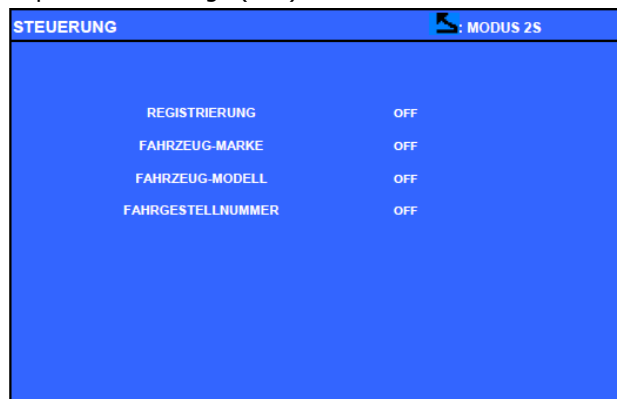 STEUERUNG : MODUS 2S
REGISTRIERUNG OFF
FAHRZEUG-MARKE OFF
FAHRZEUG-MODELL OFF
FAHRGESTELLNUMMER OFF